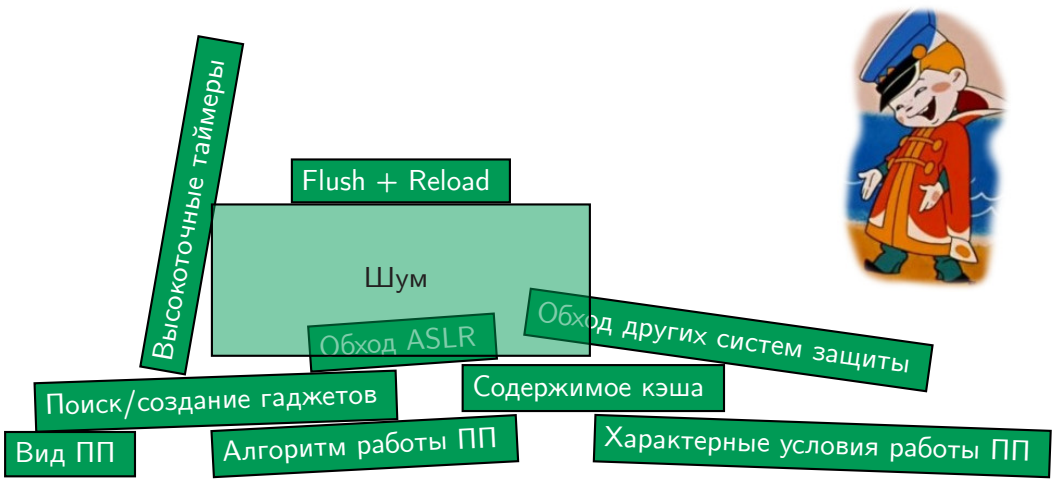 Высокоточные таймеры
Flush + Reload
Шум
Обход ASLR
Обход других систем защиты
Поиск/создание гаджетов
Содержимое кэша
Вид ПП
Алгоритм работы ПП
Характерные условия работы ПП